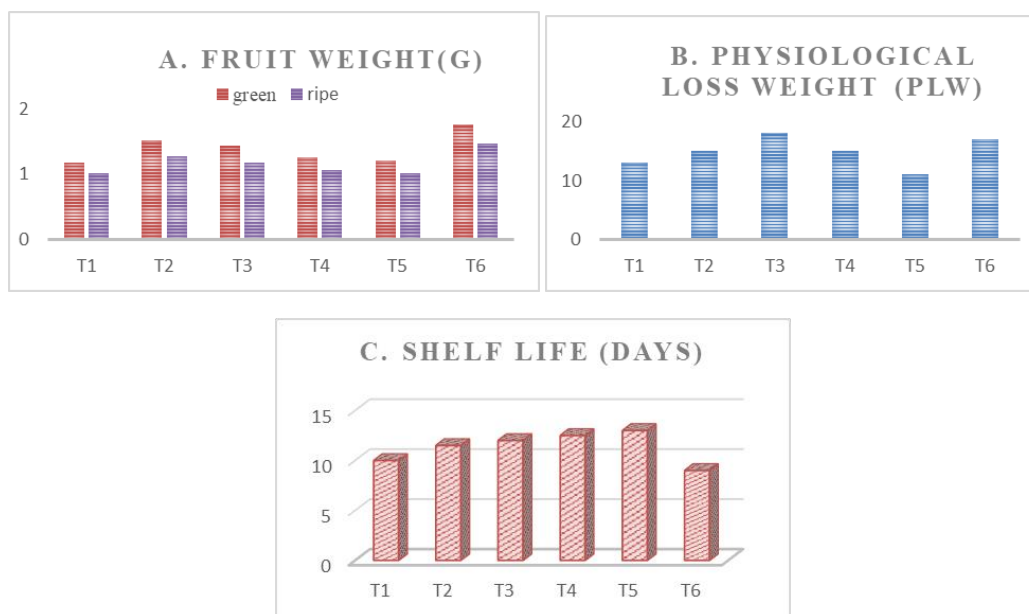 A. FRUIT WEIGHT(G)
green ripe
2
1
0
T1 T2 T3 T4 T5 T6
B. PHYSIOLOGICAL
LOSS WEIGHT (PLW)
20
10
0
T1 T2 T3 T4 T5 T6
C. SHELF LIFE (DAYS)
15
10
5
0
T1 T2 T3 T4 T5 T6